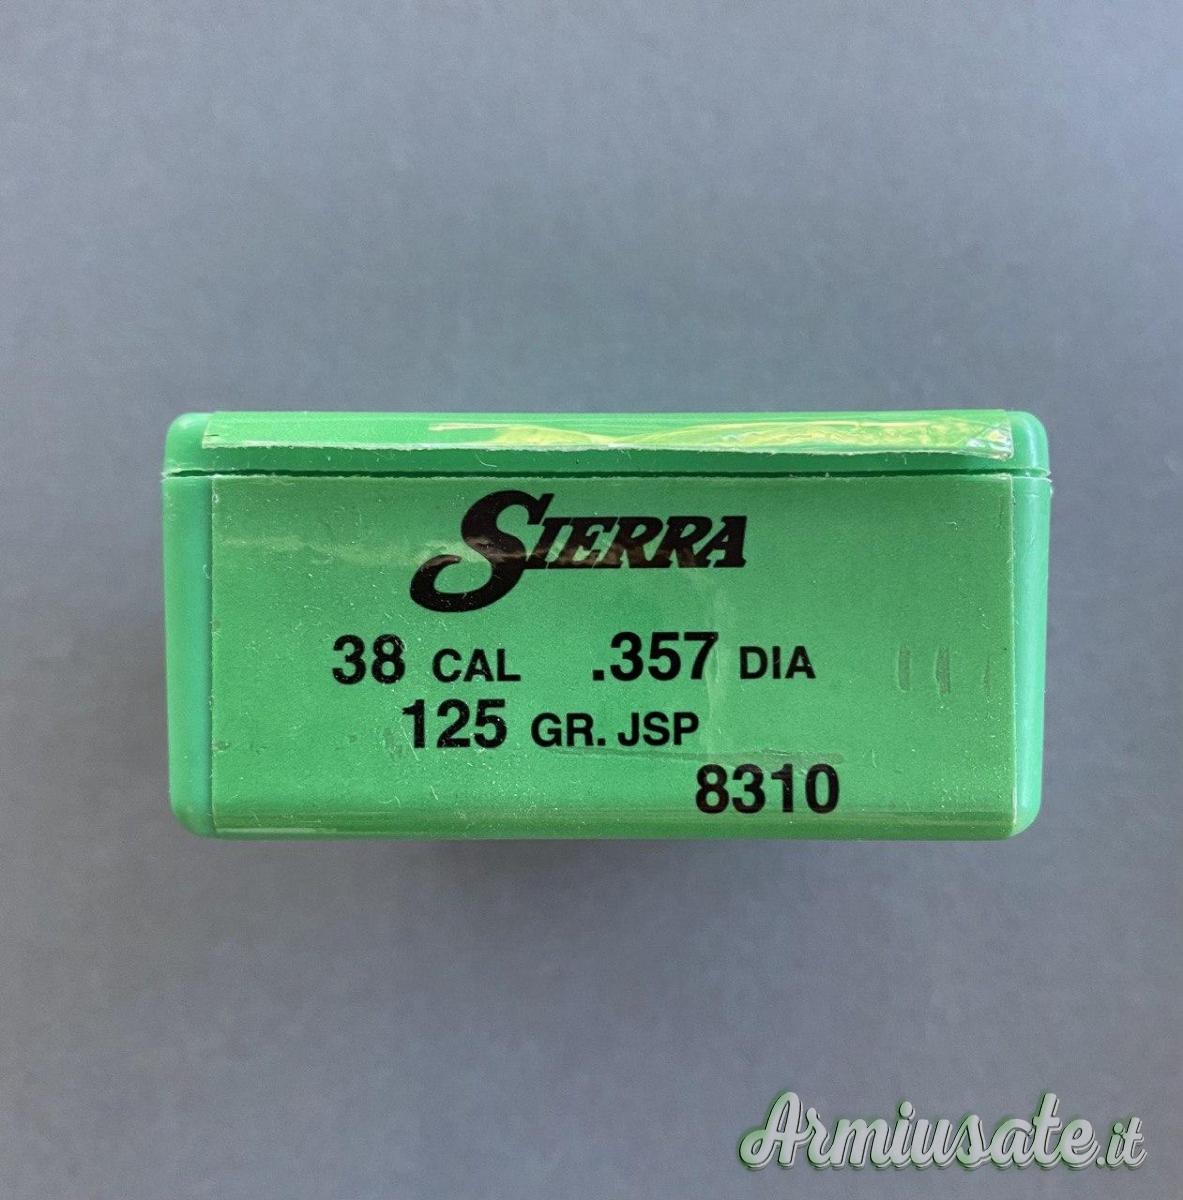 SIERRA
38 CAL .357 DIA
125 GR. JSP
8310
Armiusate.it